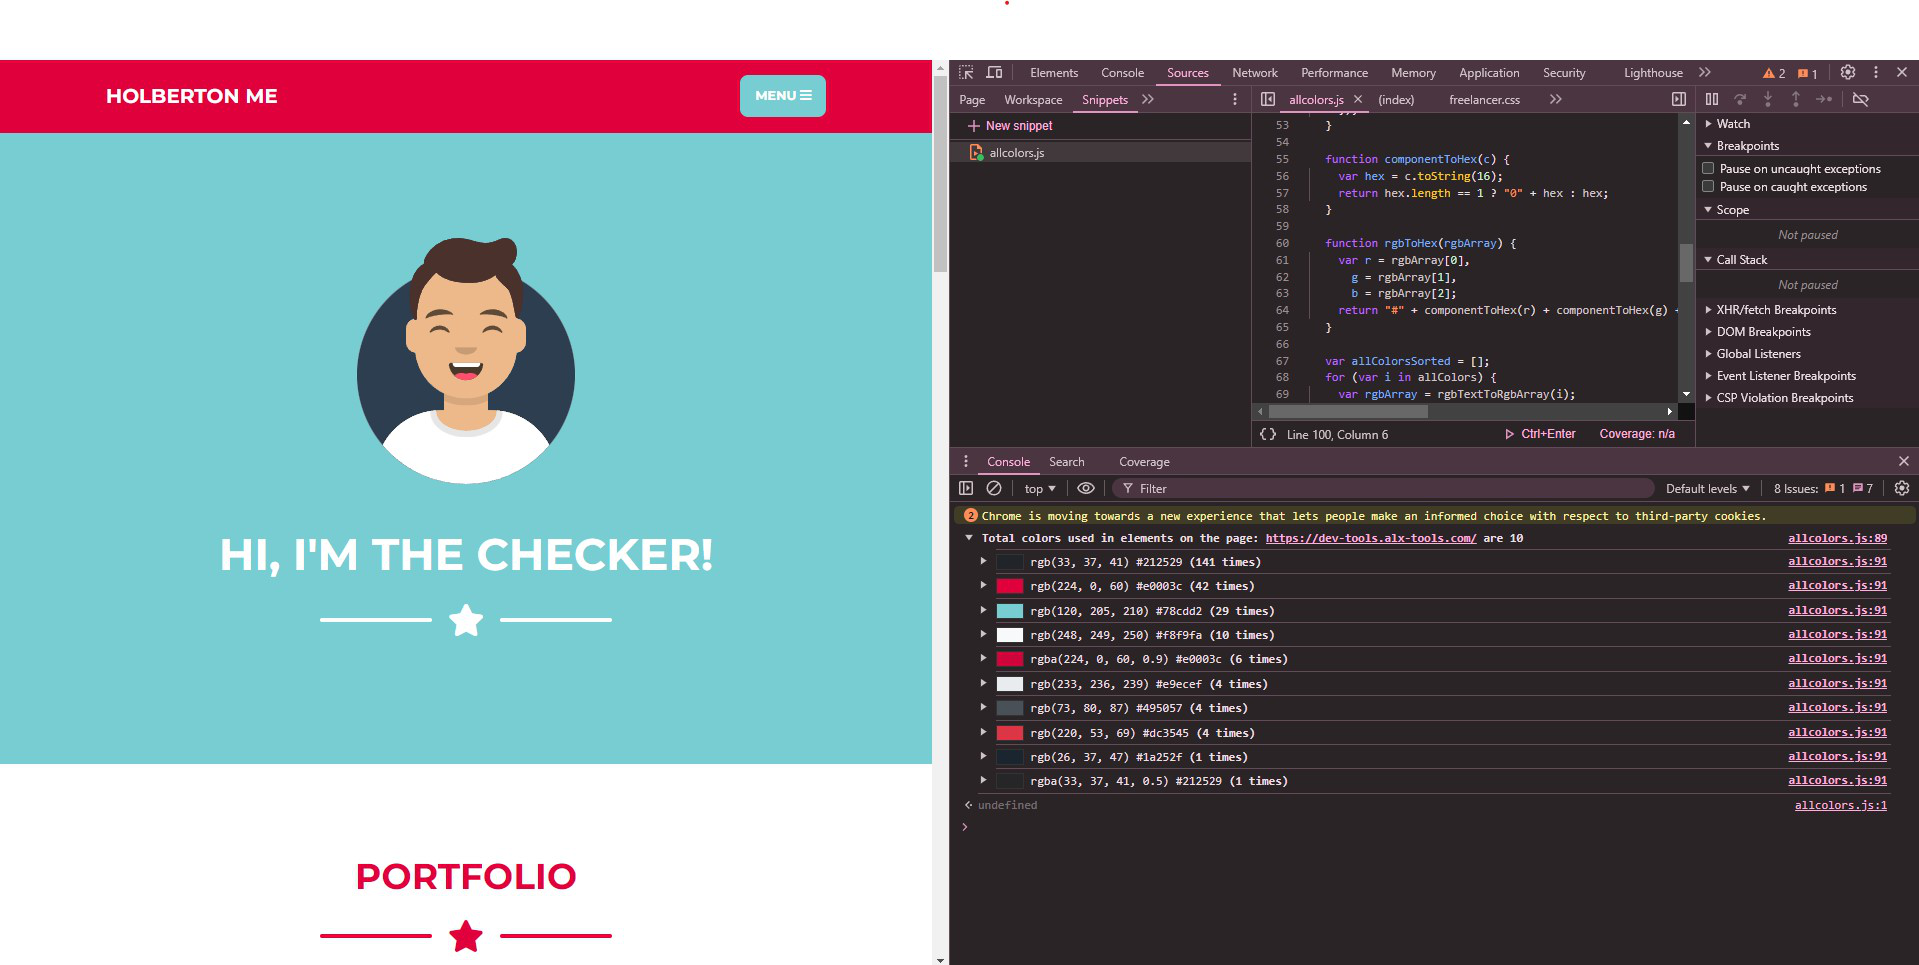 HOLBERTON ME
MENU
HI, I'M THE CHECKER!
PORTFOLIO
Elements Console Sources Network Performance Memory Application Security Lighthouse 2 1
Page Workspace Snippets
New snippet
allcolors.js
allcolors.js (index) freelancer.css
53 }
54
55 function componentToHex(c) {
56 var hex = c.toString(16);
57 return hex.length == 1 ? "0" + hex : hex;
58 }
59
60 function rgbToHex(rgbArray) {
61 var r = rgbArray[0],
62 g = rgbArray[1],
63 b = rgbArray[2];
64 return "#" + componentToHex(r) + componentToHex(g) +
65 }
66
67 var allColorsSorted = [];
68 for (var i in allColors) {
69 var rgbArray = rgbTextToRgbArray(i);
{} Line 100, Column 6 Ctrl+Enter Coverage: n/a
Watch
Breakpoints
Pause on uncaught exceptions
Pause on caught exceptions
Scope
Not paused
Call Stack
Not paused
XHR/fetch Breakpoints
DOM Breakpoints
Global Listeners
Event Listener Breakpoints
CSP Violation Breakpoints
Console Search Coverage
top Filter Default levels 8 Issues: 1 7
2 Chrome is moving towards a new experience that lets people make an informed choice with respect to third-party cookies.
Total colors used in elements on the page: https://dev-tools.alx-tools.com/ are 10 allcolors.js:89
rgb(33, 37, 41) #212529 (141 times) allcolors.js:91
rgb(224, 0, 60) #e0003c (42 times) allcolors.js:91
rgb(120, 205, 210) #78cdd2 (29 times) allcolors.js:91
rgb(248, 249, 250) #f8f9fa (10 times) allcolors.js:91
rgba(224, 0, 60, 0.9) #e0003c (6 times) allcolors.js:91
rgb(233, 236, 239) #e9ecef (4 times) allcolors.js:91
rgb(73, 80, 87) #495057 (4 times) allcolors.js:91
rgb(220, 53, 69) #dc3545 (4 times) allcolors.js:91
rgb(26, 37, 47) #1a252f (1 times) allcolors.js:91
rgba(33, 37, 41, 0.5) #212529 (1 times) allcolors.js:91
undefined allcolors.js:1